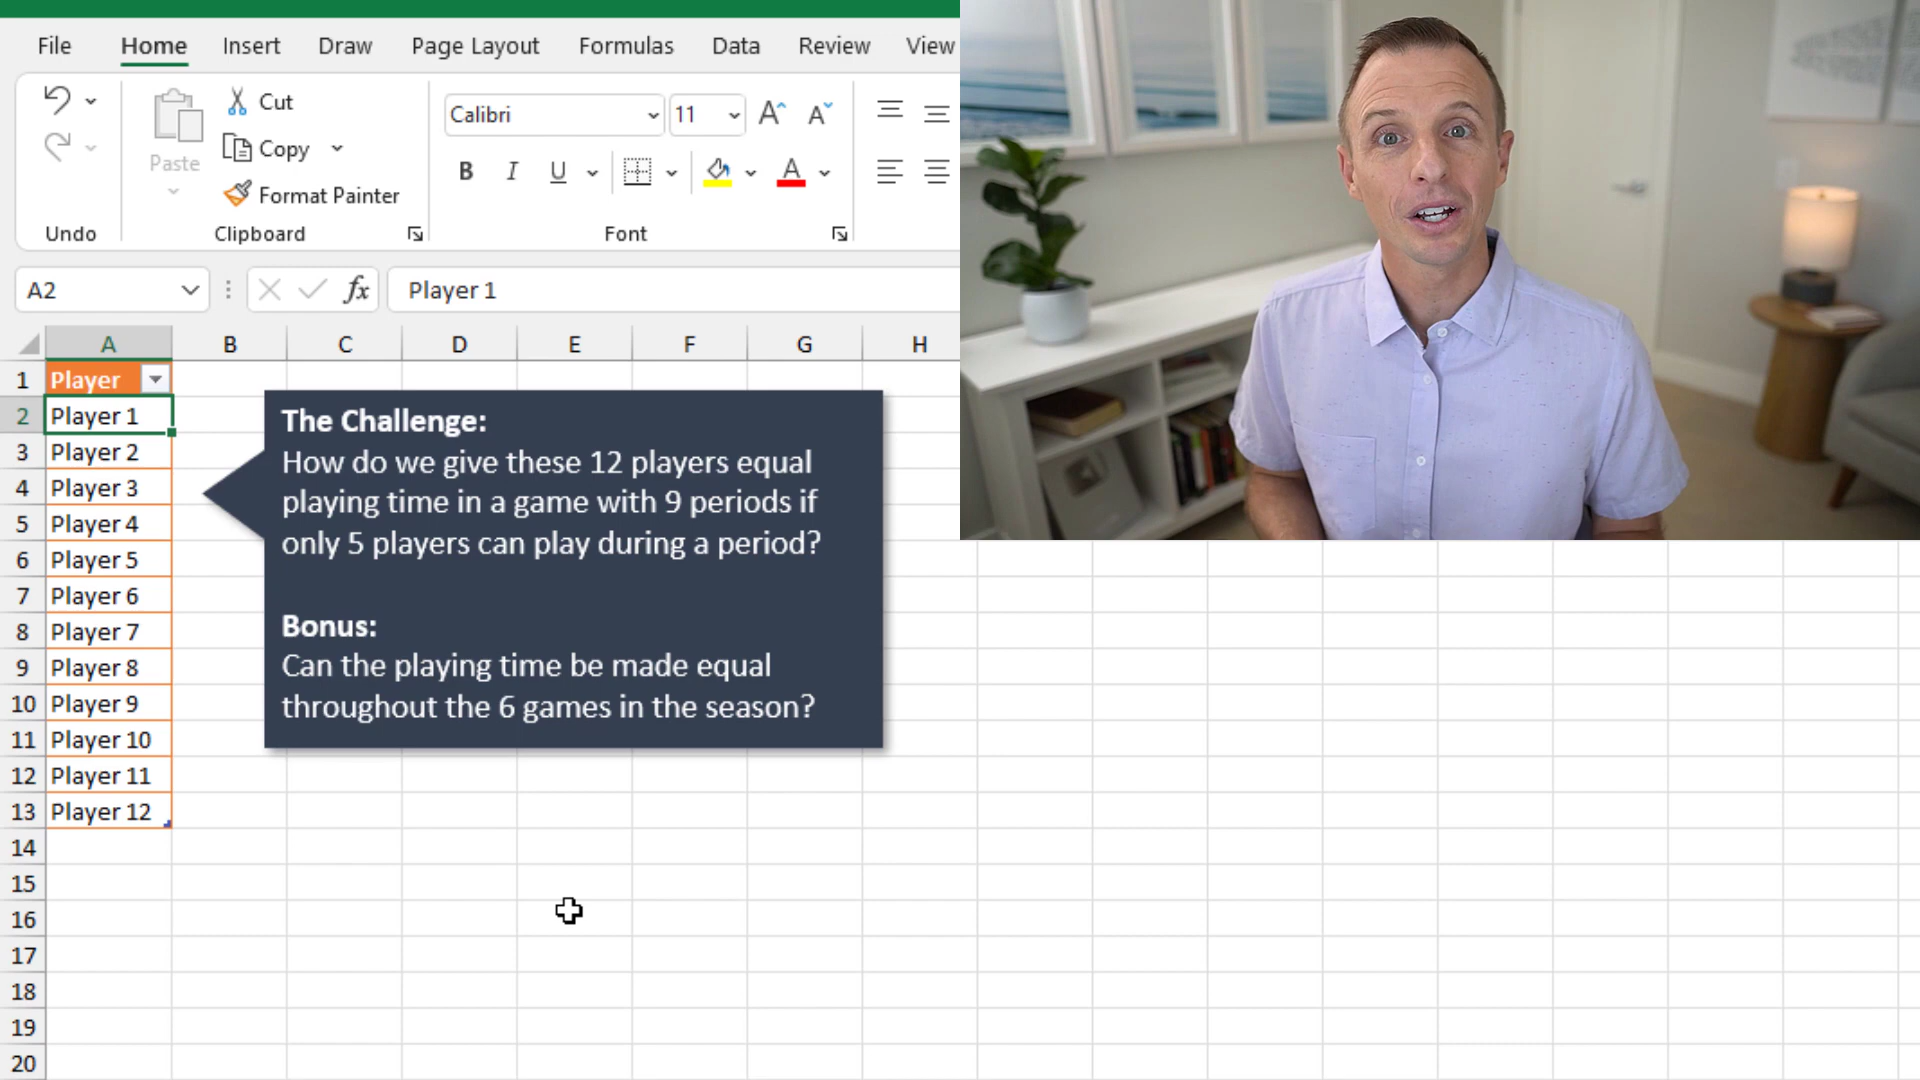 File Home Insert Draw Page Layout Formulas Data Review View
Cut
Copy
Paste
Format Painter
Calibri 11
B I U A
Undo Clipboard Font
A2 fx Player 1
A B C D E F G H
1 Player
2 Player 1
3 Player 2
4 Player 3
5 Player 4
6 Player 5
7 Player 6
8 Player 7
9 Player 8
10 Player 9
11 Player 10
12 Player 11
13 Player 12
14
15
16
17
18
19
20
The Challenge:
How do we give these 12 players equal
playing time in a game with 9 periods if
only 5 players can play during a period?
Bonus:
Can the playing time be made equal
throughout the 6 games in the season?